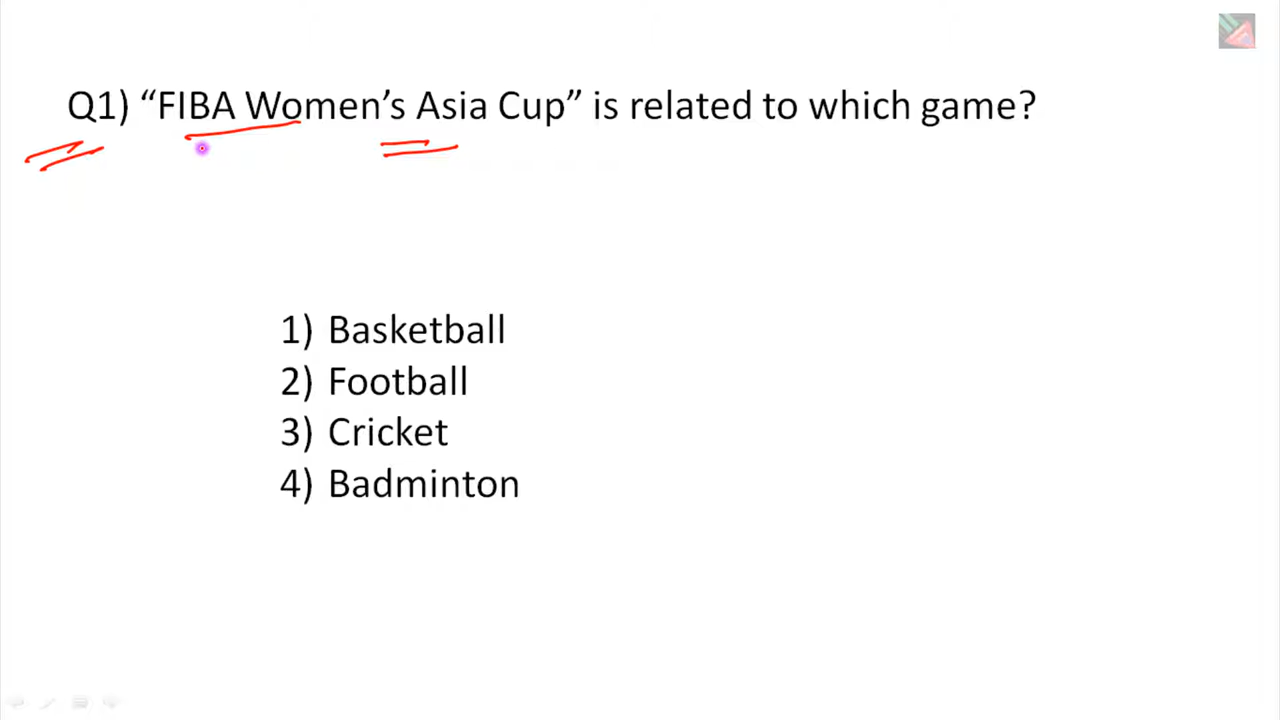 Q1) “FIBA Women’s Asia Cup” is related to which game?
1) Basketball
2) Football
3) Cricket
4) Badminton